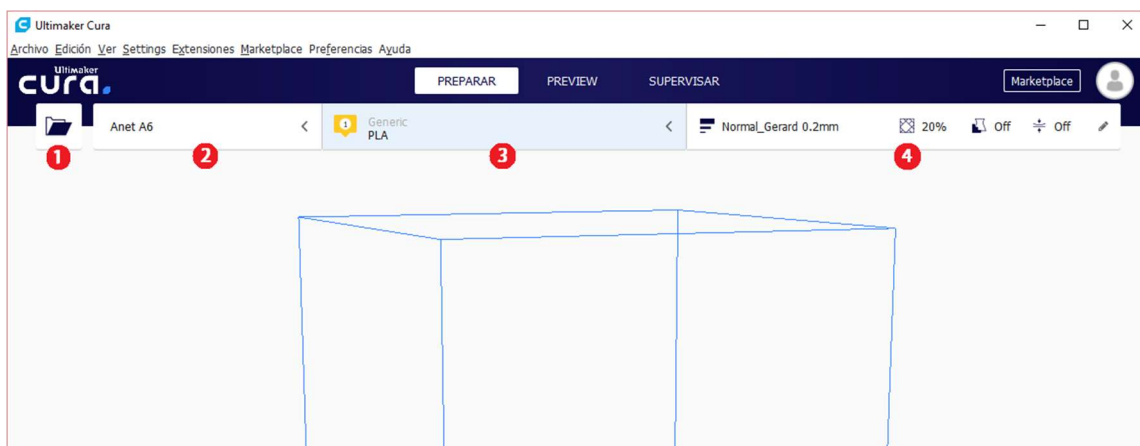 Ultimaker Cura
Archivo Edición Ver Settings Extensiones Marketplace Preferencias Ayuda
Ultimaker
cura. PREPARAR PREVIEW SUPERVISAR Marketplace
Anet A6 1 Generic PLA Normal_Gerard 0.2mm 20% Off Off
1 2 3 4